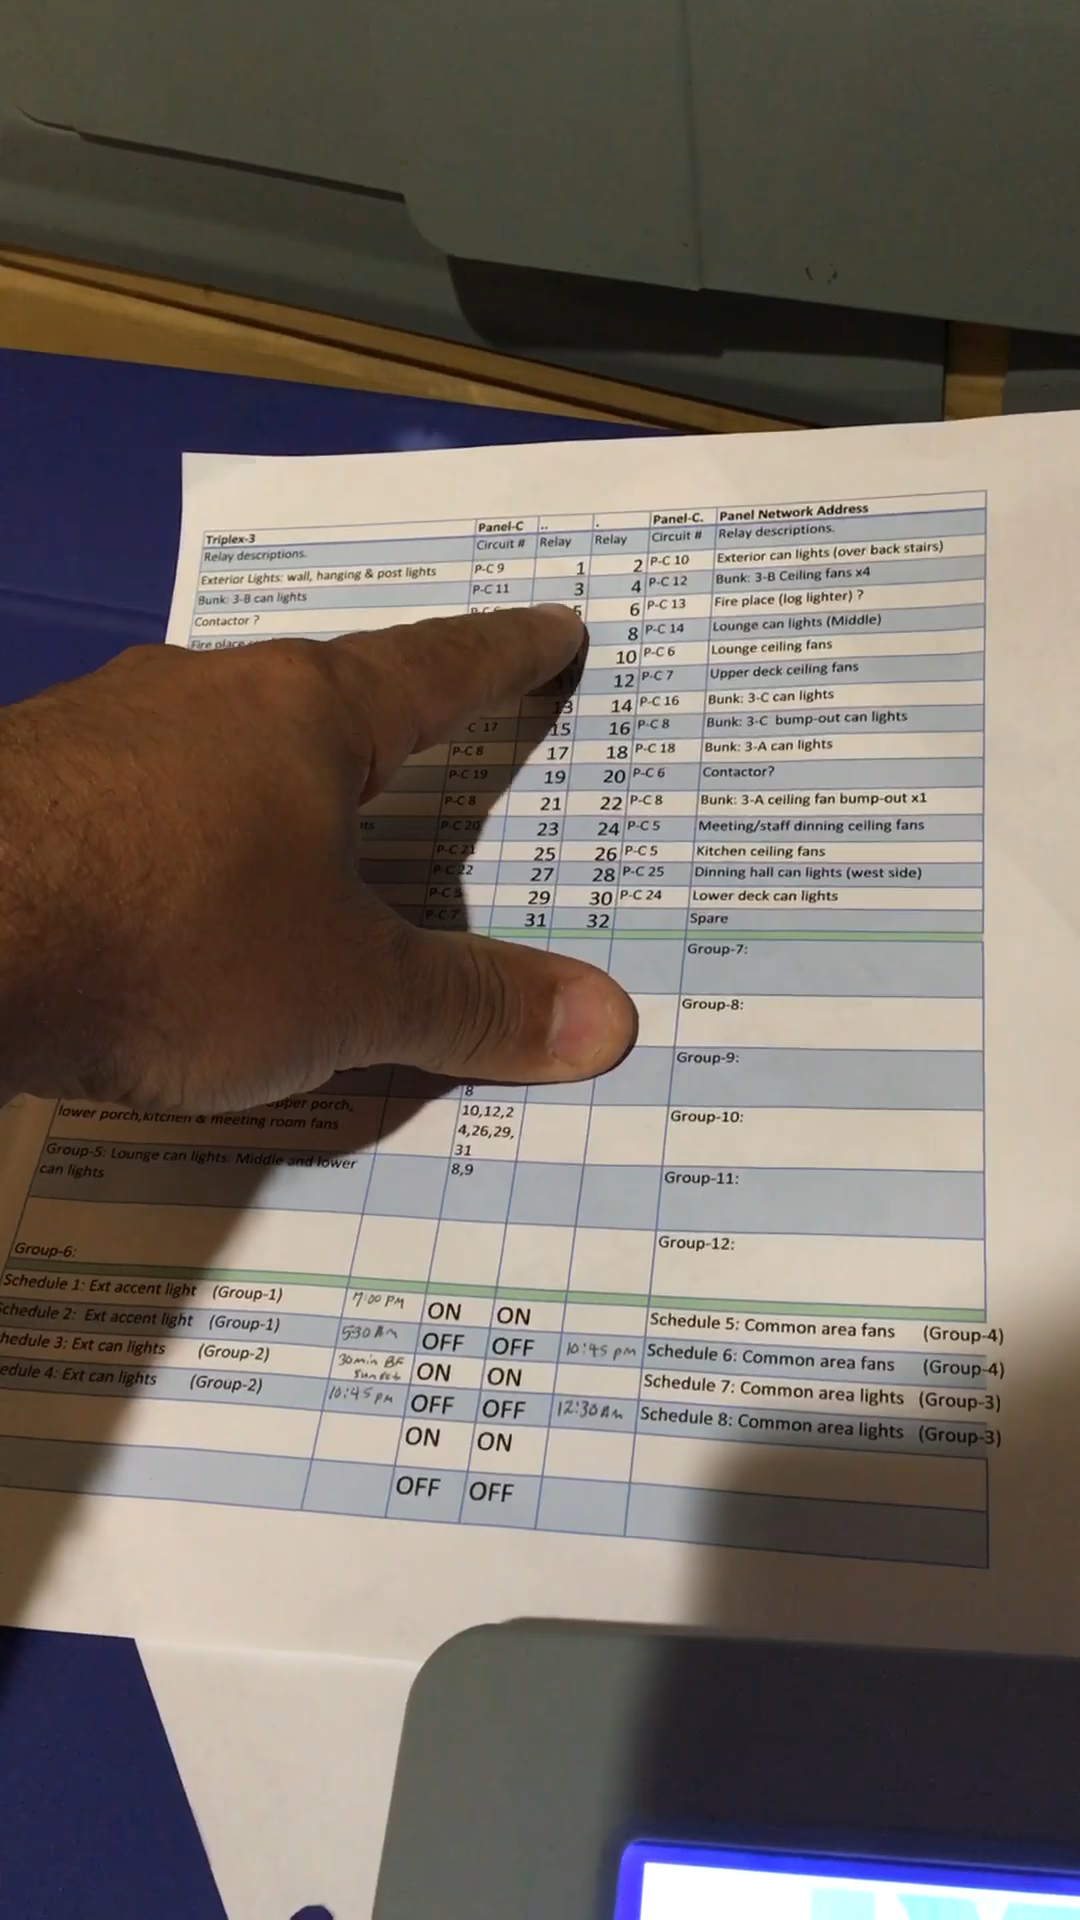 Triplex-3 Panel-C .. . Panel-C. Panel Network Address
Relay descriptions. Circuit # Relay Relay Circuit # Relay descriptions.
Exterior Lights: wall, hanging & post lights P-C 9 1 2 P-C 10 Exterior can lights (over back stairs)
Bunk: 3-B can lights P-C 11 3 4 P-C 12 Bunk: 3-B Ceiling fans x4
Contactor ? 5 6 P-C 13 Fire place (log lighter) ?
Fire place 8 P-C 14 Lounge can lights (Middle)
10 P-C 6 Lounge ceiling fans
12 P-C 7 Upper deck ceiling fans
13 14 P-C 16 Bunk: 3-C can lights
C 17 15 16 P-C 8 Bunk: 3-C bump-out can lights
P-C 8 17 18 P-C 18 Bunk: 3-A can lights
P-C 19 19 20 P-C 6 Contactor?
P-C 8 21 22 P-C 8 Bunk: 3-A ceiling fan bump-out x1
P-C 20 23 24 P-C 5 Meeting/staff dinning ceiling fans
P-C 21 25 26 P-C 5 Kitchen ceiling fans
P-C 22 27 28 P-C 25 Dinning hall can lights (west side)
P-C 5 29 30 P-C 24 Lower deck can lights
P-C 7 31 32 Spare
Group-7:
Group-8:
Group-9:
8
upper porch, 10,12,2 Group-10:
lower porch,kitchen & meeting room fans 4,26,29,
31
Group-5: Lounge can lights: Middle and lower 8,9 Group-11:
can lights
Group-6: Group-12:
Schedule 1: Ext accent light (Group-1) 7:00 PM ON ON Schedule 5: Common area fans (Group-4)
chedule 2: Ext accent light (Group-1) 530 Am OFF OFF 10:45 pm Schedule 6: Common area fans (Group-4)
hedule 3: Ext can lights (Group-2) 30min BF ON ON Schedule 7: Common area lights (Group-3)
sunset
edule 4: Ext can lights (Group-2) 10:45 PM OFF OFF 12:30 Am Schedule 8: Common area lights (Group-3)
ON ON
OFF OFF